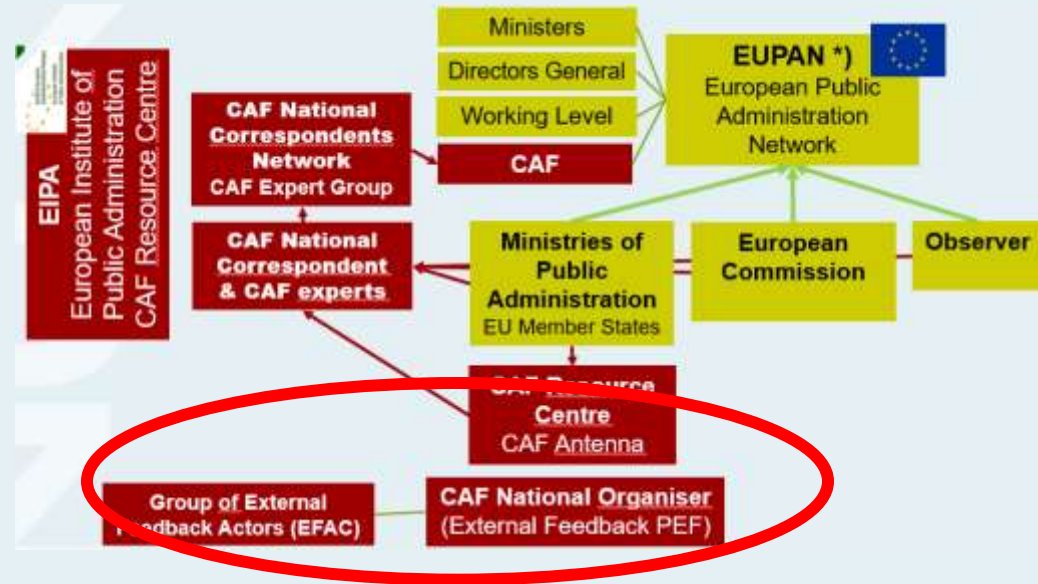 EIPA
European Institute of
Public Administration
CAF Resource Centre
CAF National
Correspondents
Network
CAF Expert Group
CAF National
Correspondent
& CAF experts
Ministers
Directors General
Working Level
CAF
EUPAN *)
European Public
Administration
Network
Ministries of
Public
Administration
EU Member States
European
Commission
Observer
CAF Resource
Centre
CAF Antenna
Group of External
Feedback Actors (EFAC)
CAF National Organiser
(External Feedback PEF)